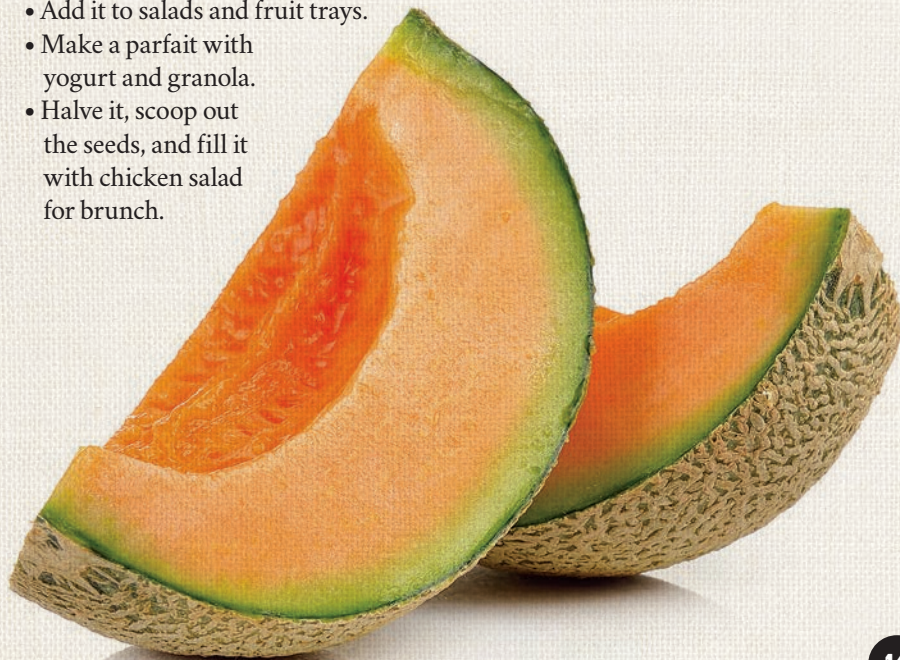 • Add it to salads and fruit trays.
• Make a parfait with
yogurt and granola.
• Halve it, scoop out
the seeds, and fill it
with chicken salad
for brunch.